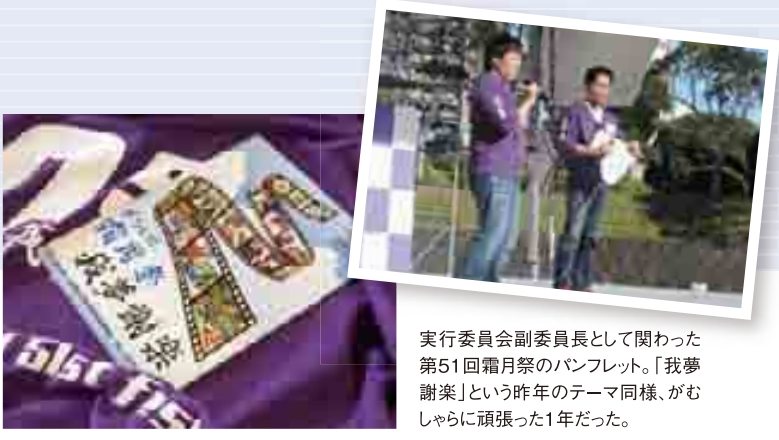 霜月祭
我夢謝楽
51st
実行委員会副委員長として関わった
第51回霜月祭のパンフレット。「我夢
謝楽」という昨年のテーマ同様、がむ
しゃらに頑張った1年だった。